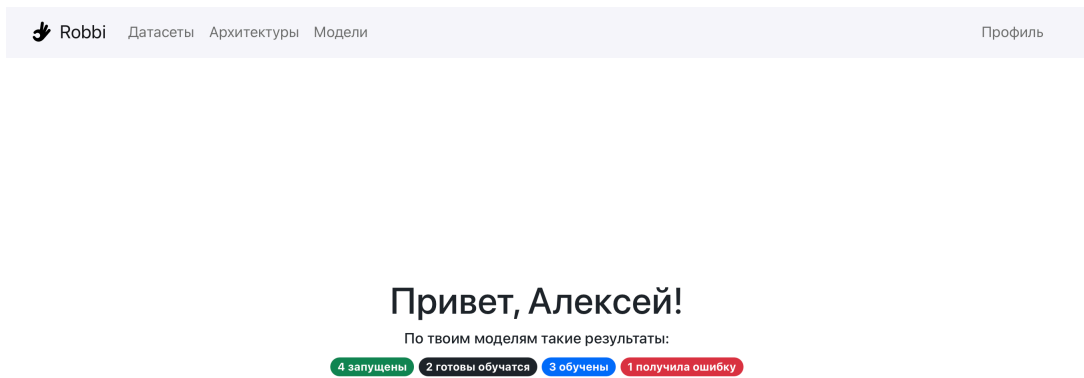 Robbi Датасеты Архитектуры Модели Профиль
Привет, Алексей!
По твоим моделям такие результаты:
4 запущены 2 готовы обучатся 3 обучены 1 получила ошибку